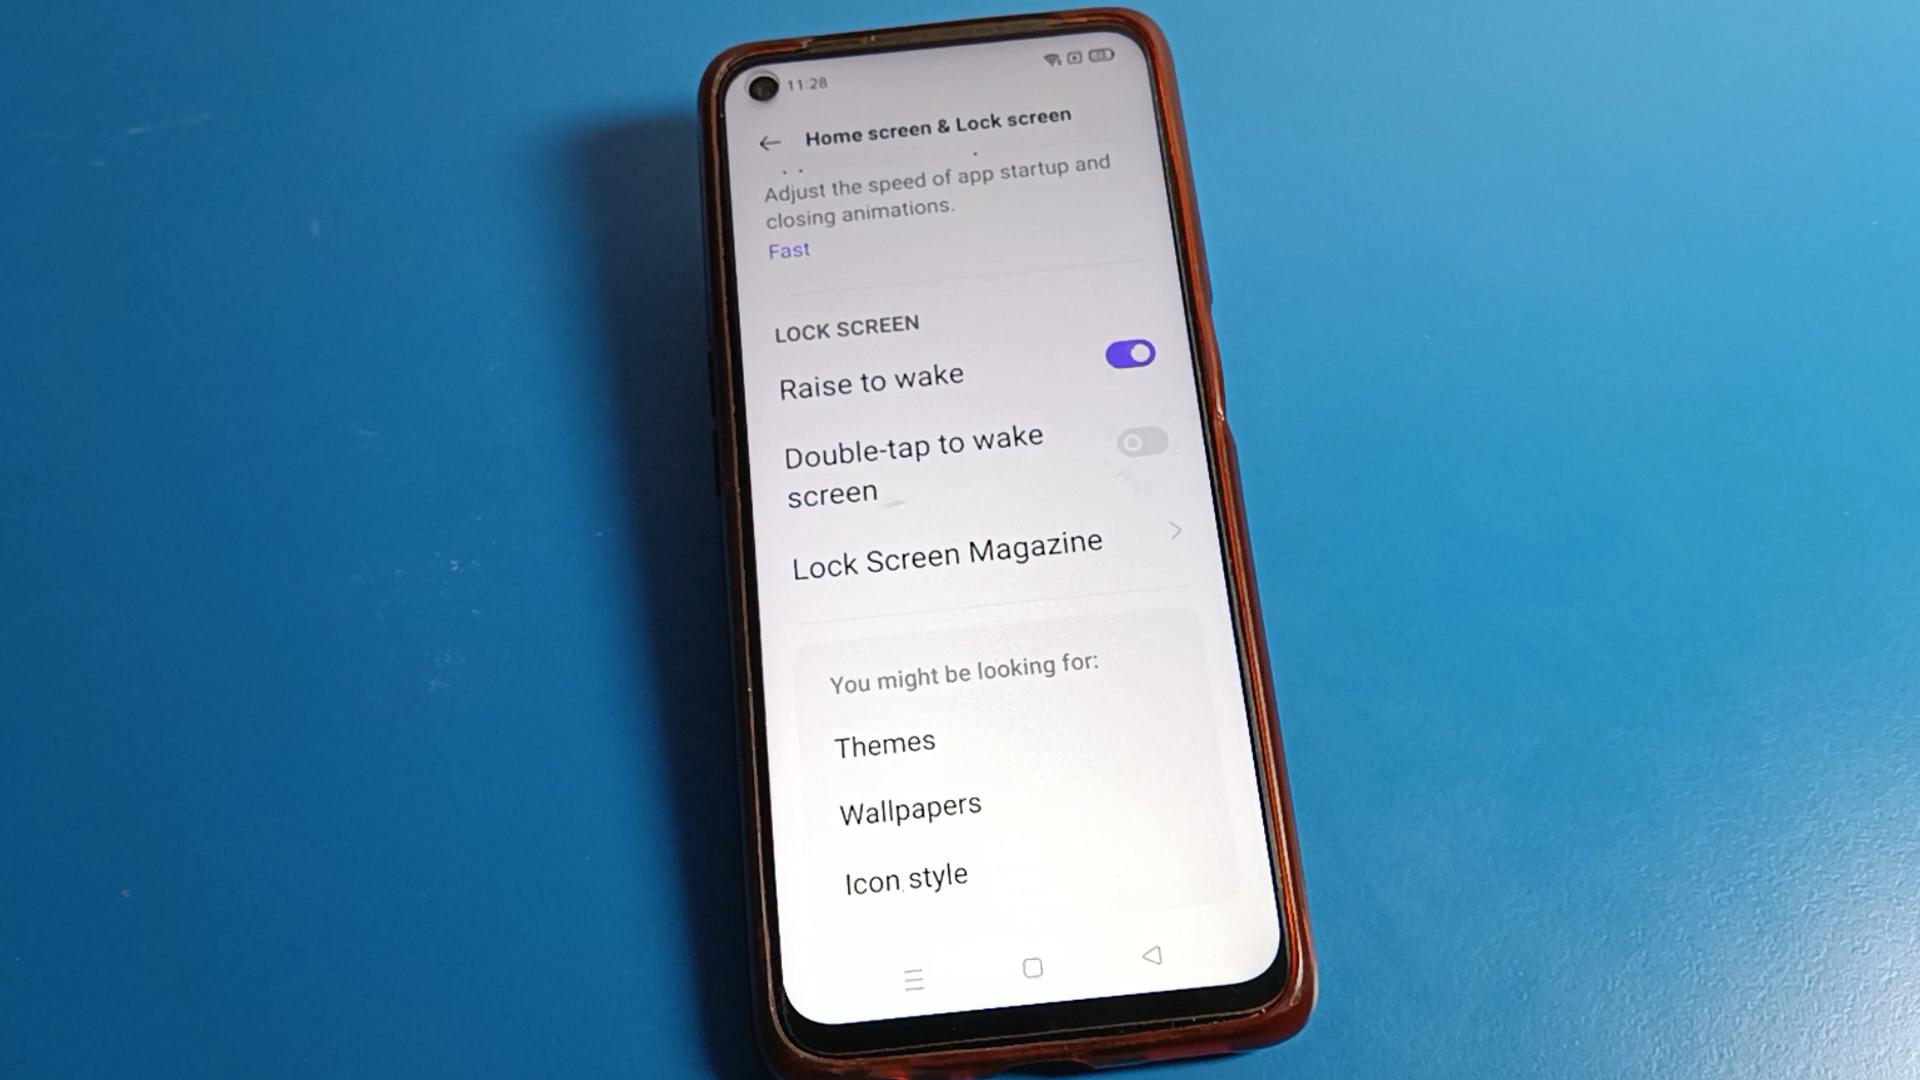 11:28
Home screen & Lock screen
Adjust the speed of app startup and
closing animations.
Fast
LOCK SCREEN
Raise to wake
Double-tap to wake
screen
Lock Screen Magazine
You might be looking for:
Themes
Wallpapers
Icon style